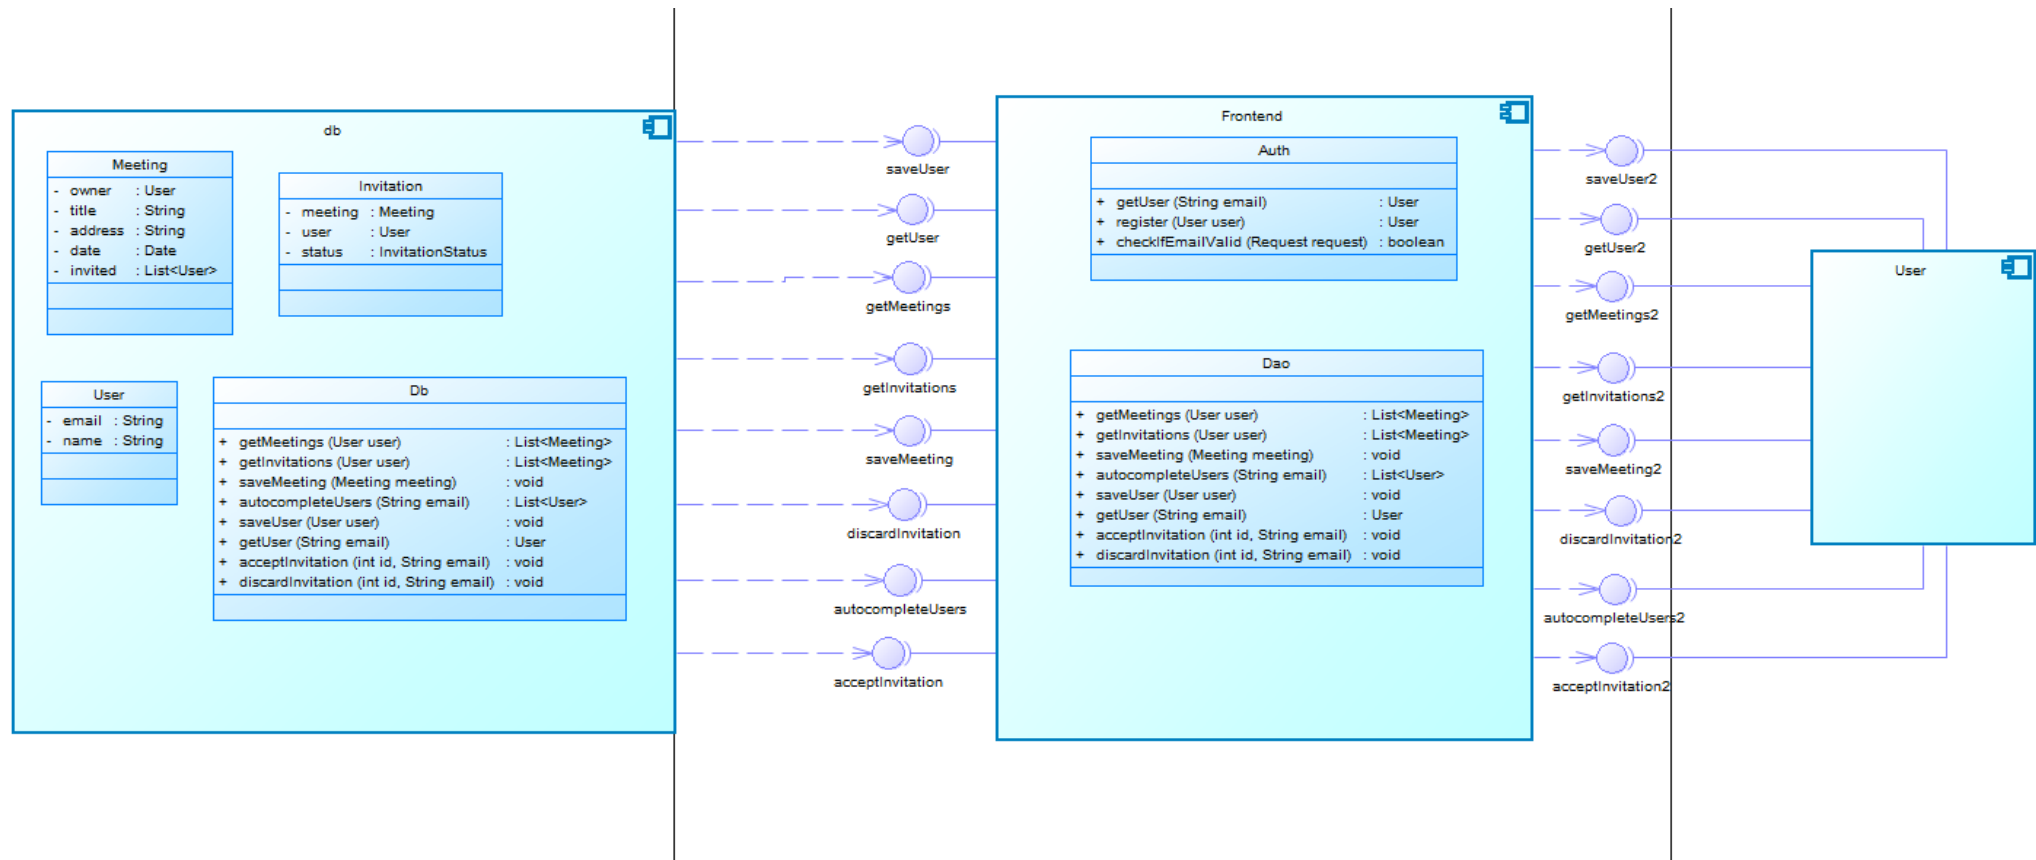 db
Meeting
- owner : User
- title : String
- address : String
- date : Date
- invited : List<User>
Invitation
- meeting : Meeting
- user : User
- status : InvitationStatus
User
- email : String
- name : String
Db
+ getMeetings (User user) : List<Meeting>
+ getInvitations (User user) : List<Meeting>
+ saveMeeting (Meeting meeting) : void
+ autocompleteUsers (String email) : List<User>
+ saveUser (User user) : void
+ getUser (String email) : User
+ acceptInvitation (int id, String email) : void
+ discardInvitation (int id, String email) : void
saveUser
getUser
getMeetings
getInvitations
saveMeeting
discardInvitation
autocompleteUsers
acceptInvitation
Frontend
Auth
+ getUser (String email) : User
+ register (User user) : User
+ checkIfEmailValid (Request request) : boolean
Dao
+ getMeetings (User user) : List<Meeting>
+ getInvitations (User user) : List<Meeting>
+ saveMeeting (Meeting meeting) : void
+ autocompleteUsers (String email) : List<User>
+ saveUser (User user) : void
+ getUser (String email) : User
+ acceptInvitation (int id, String email) : void
+ discardInvitation (int id, String email) : void
saveUser2
getUser2
getMeetings2
getInvitations2
saveMeeting2
discardInvitation2
autocompleteUsers2
acceptInvitation2
User